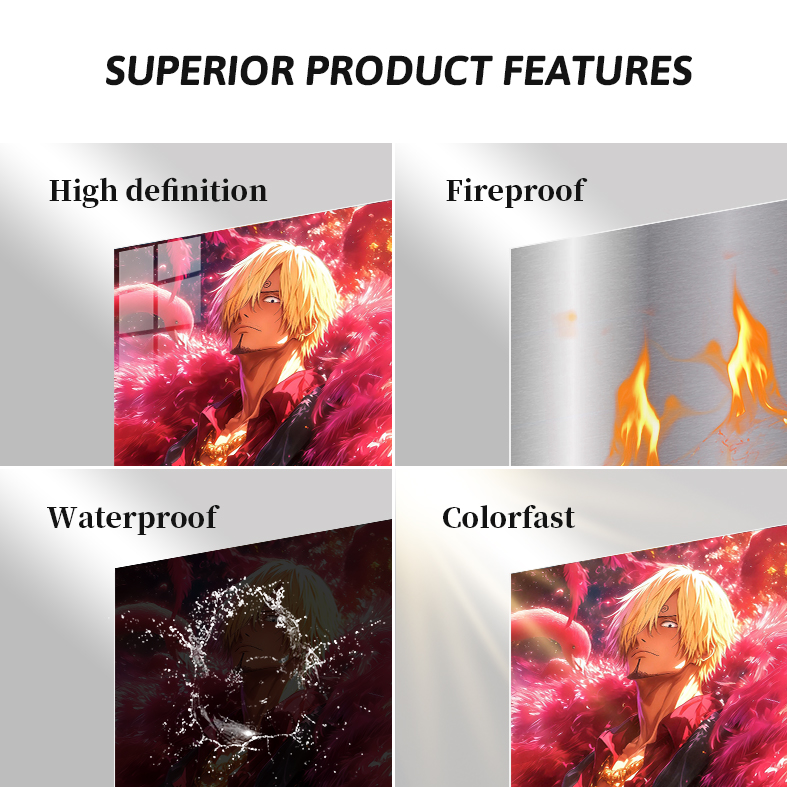 SUPERIOR PRODUCT FEATURES
High definition
Fireproof
Waterproof
Colorfast